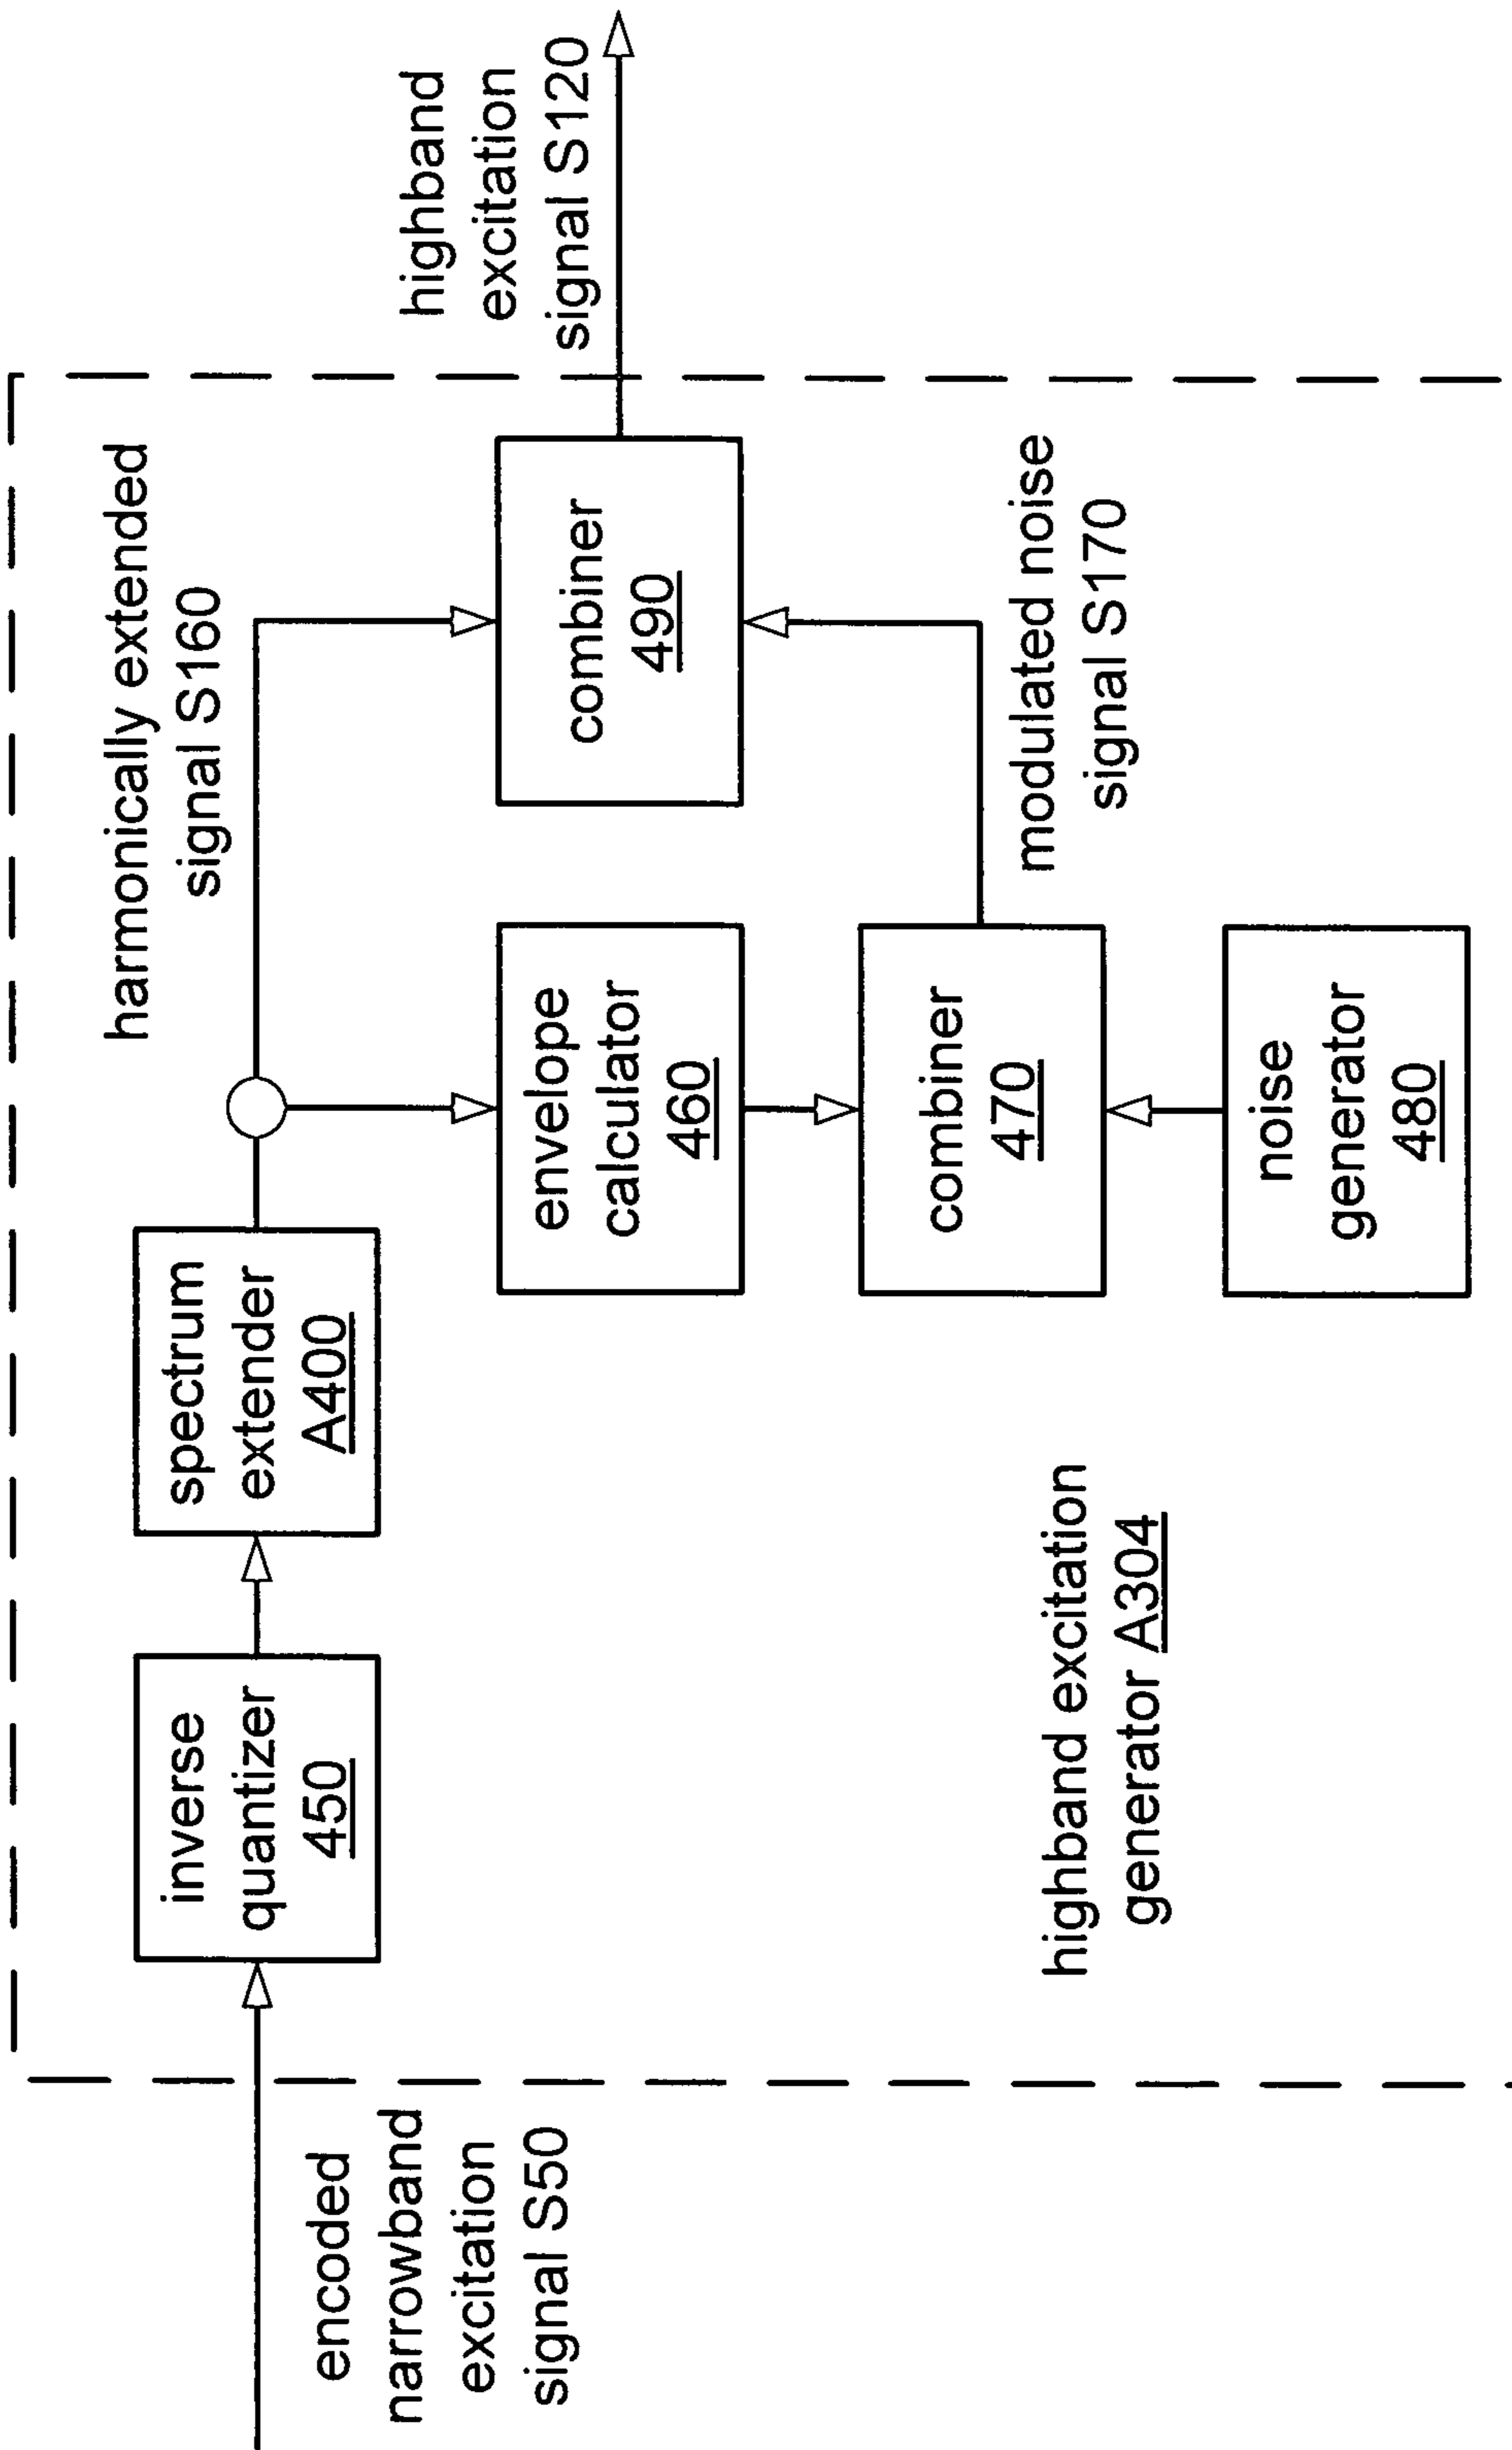 encoded
narrowband
excitation
signal S50
inverse
quantizer
450
spectrum
extender
A400
harmonically extended
signal S160
envelope
calculator
460
combiner
470
noise
generator
480
combiner
490
modulated noise
signal S170
highband
excitation
signal S120
highband excitation
generator A304